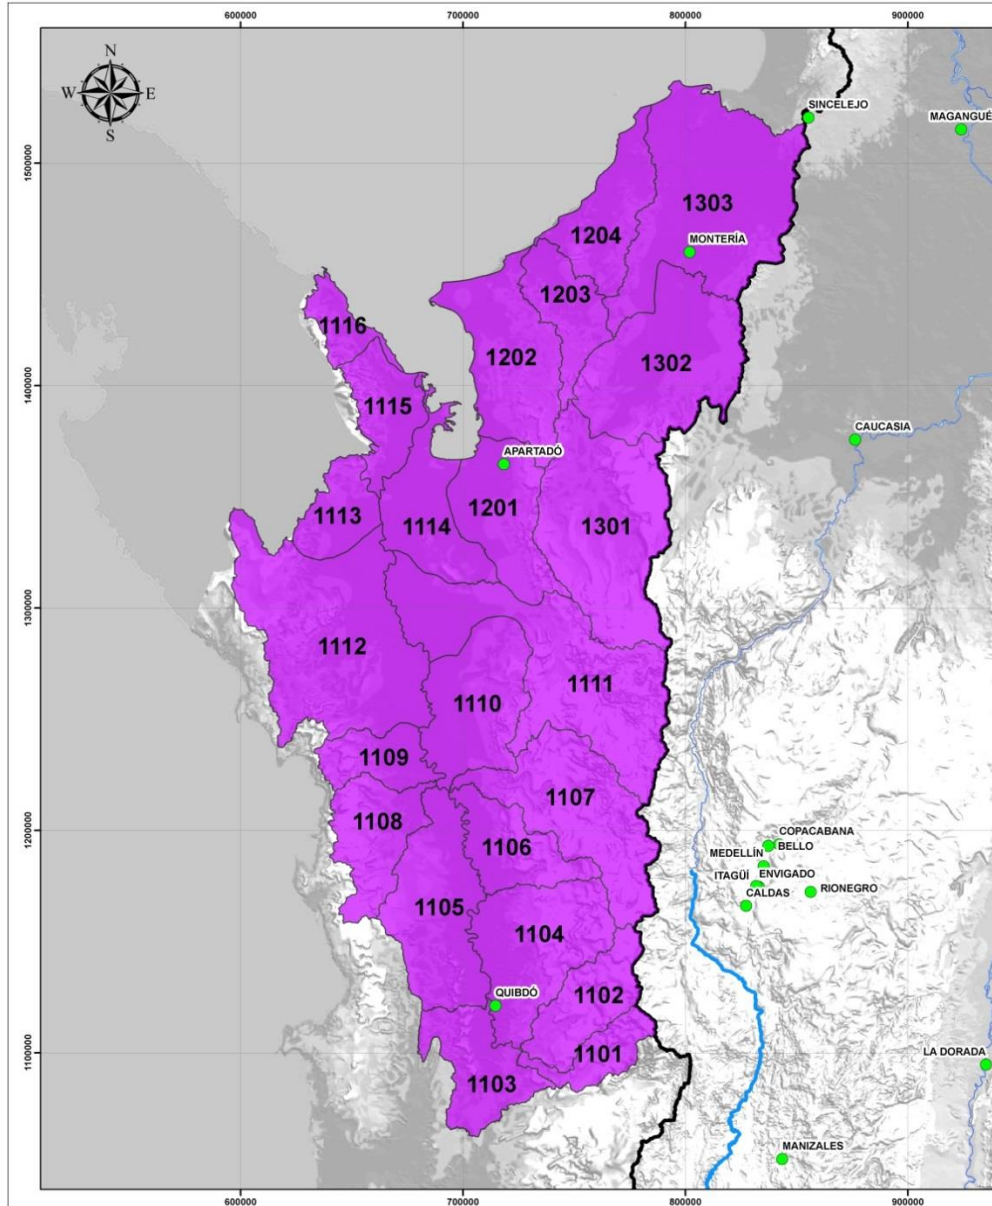 600000 700000 800000 900000
N
W E
S
SINCELEJO
MAGANGUÉ
1500000
1303
1204
MONTERÍA
1203
1116
1202
1302
1400000
1115
CAUCASIA
APARTADÓ
1201
1113
1114
1301
1300000
1112
1111
1110
1109
1107
1108
1200000
COPACABANA
1106
BELLO
MEDELLÍN
ITAGÜÍ ENVIGADO
CALDAS
RIONEGRO
1105
1104
QUIBDÓ
1102
1100000
1101
LA DORADA
1103
MANIZALES
600000 700000 800000 900000